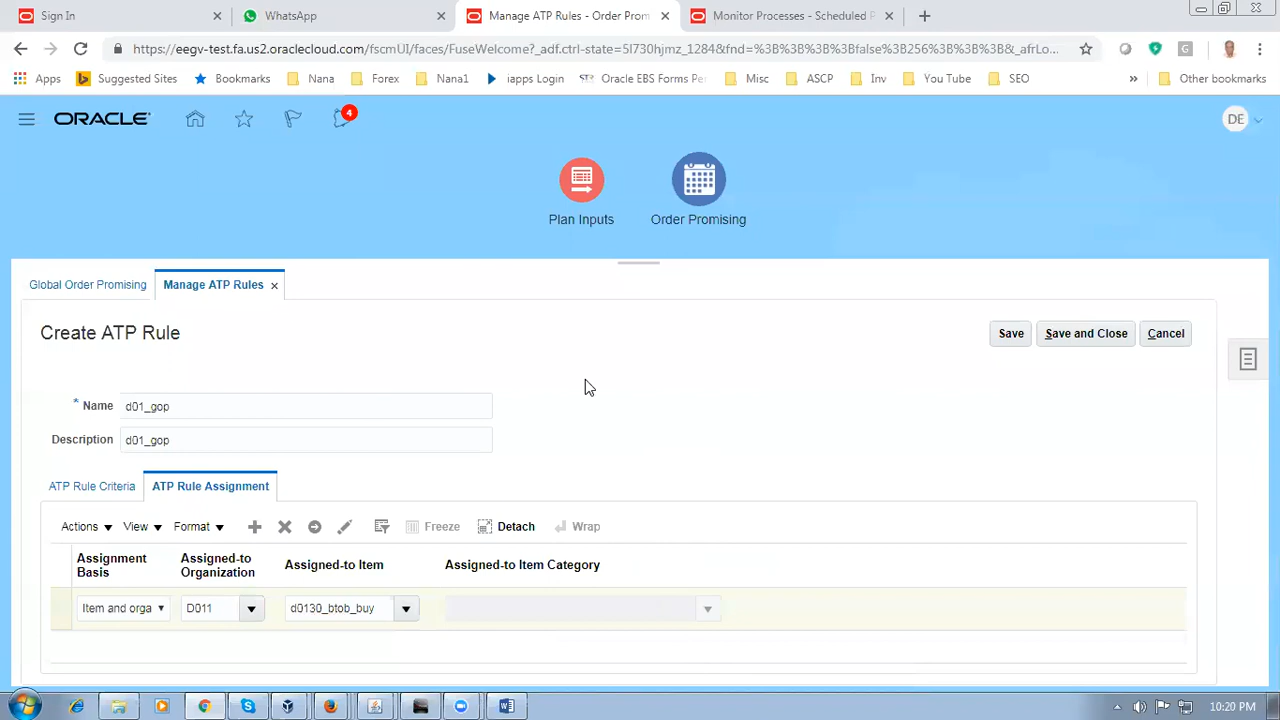 Sign In
WhatsApp
Manage ATP Rules - Order Prom
Monitor Processes - Scheduled P
https://eegv-test.fa.us2.oraclecloud.com/fscmUI/faces/FuseWelcome?_adf.ctrl-state=5l730hjmz_1284&fnd=%3B%3B%3B%3Bfalse%3B256%3B%3B%3B&_afrLo...
Apps
Suggested Sites
Bookmarks
Nana
Forex
Nana1
iapps Login
Oracle EBS Forms Pe
Misc
ASCP
Inv
You Tube
SEO
»
Other bookmarks
ORACLE
4
DE
Plan Inputs
Order Promising
Global Order Promising
Manage ATP Rules
Create ATP Rule
Save
Save and Close
Cancel
* Name d01_gop
Description d01_gop
ATP Rule Criteria
ATP Rule Assignment
Actions
View
Format
Freeze
Detach
Wrap
Assignment Basis
Assigned-to Organization
Assigned-to Item
Assigned-to Item Category
Item and orga
D011
d0130_btob_buy
10:20 PM